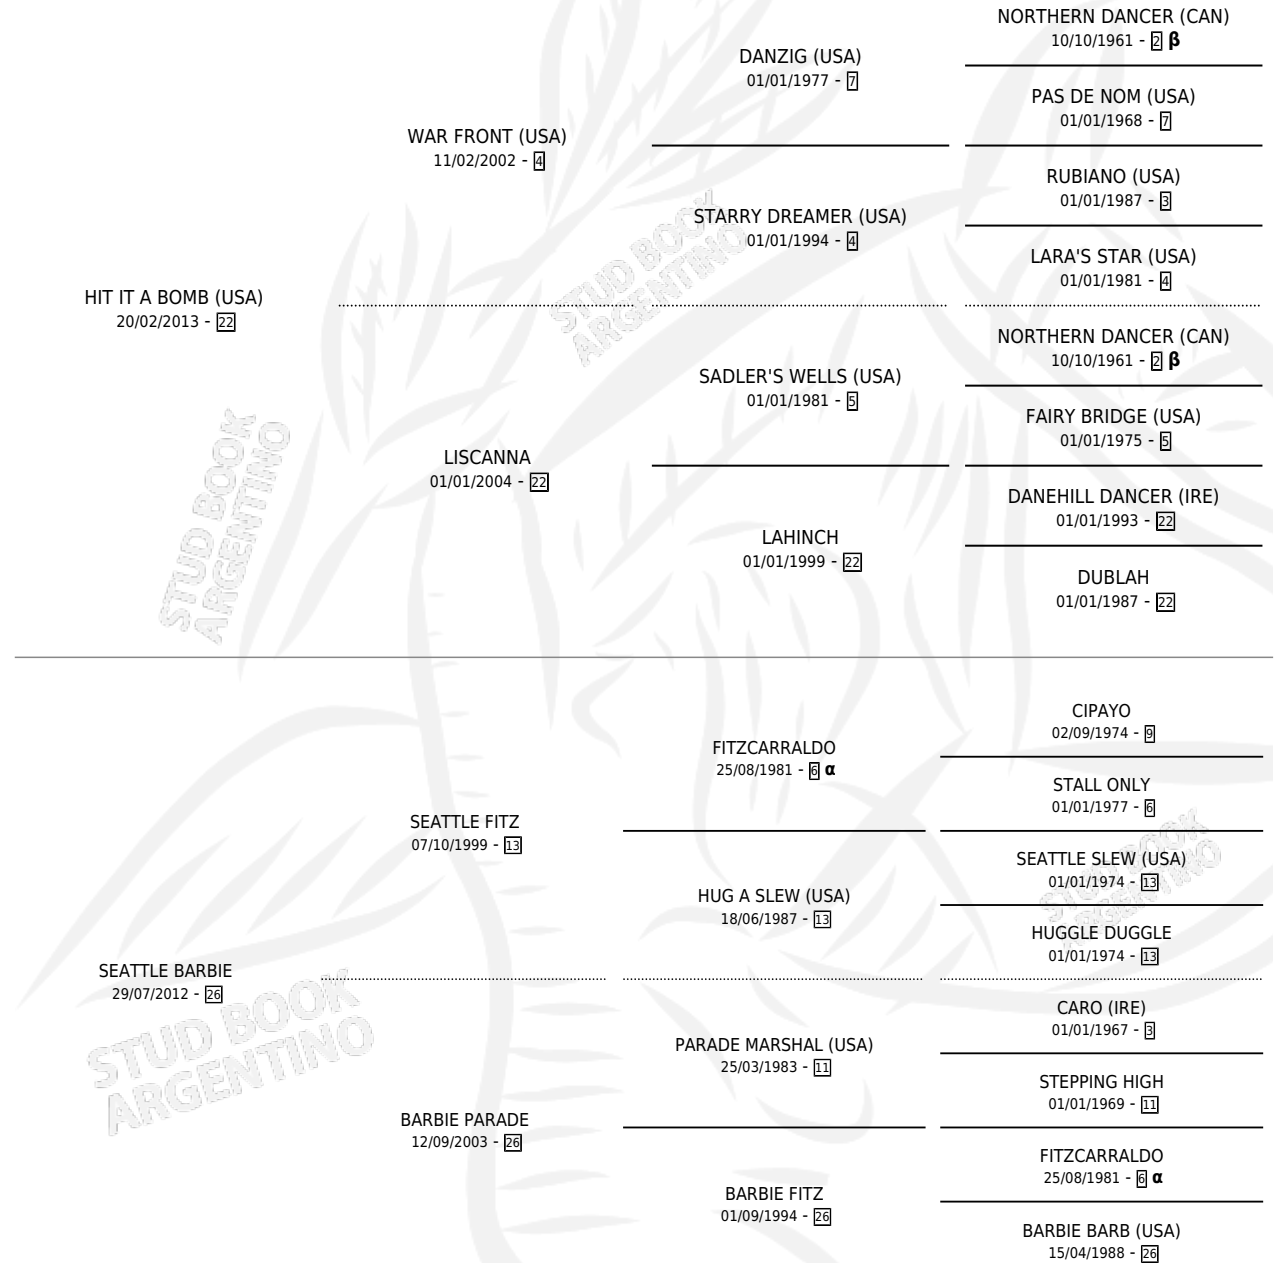 NORTHERN DANCER (CAN)
10/10/1961 - 2 β
DANZIG (USA)
01/01/1977 - 7
PAS DE NOM (USA)
01/01/1968 - 7
WAR FRONT (USA)
11/02/2002 - 4
RUBIANO (USA)
01/01/1987 - 3
STARRY DREAMER (USA)
01/01/1994 - 4
LARA'S STAR (USA)
01/01/1981 - 4
HIT IT A BOMB (USA)
20/02/2013 - 22
NORTHERN DANCER (CAN)
10/10/1961 - 2 β
SADLER'S WELLS (USA)
01/01/1981 - 5
FAIRY BRIDGE (USA)
01/01/1975 - 5
LISCANNA
01/01/2004 - 22
DANEHILL DANCER (IRE)
01/01/1993 - 22
LAHINCH
01/01/1999 - 22
DUBLAH
01/01/1987 - 22
CIPAYO
02/09/1974 - 9
FITZCARRALDO
25/08/1981 - 6 α
STALL ONLY
01/01/1977 - 6
SEATTLE FITZ
07/10/1999 - 13
SEATTLE SLEW (USA)
01/01/1974 - 13
HUG A SLEW (USA)
18/06/1987 - 13
HUGGLE DUGGLE
01/01/1974 - 13
SEATTLE BARBIE
29/07/2012 - 26
CARO (IRE)
01/01/1967 - 3
PARADE MARSHAL (USA)
25/03/1983 - 11
STEPPING HIGH
01/01/1969 - 11
BARBIE PARADE
12/09/2003 - 26
FITZCARRALDO
25/08/1981 - 6 α
BARBIE FITZ
01/09/1994 - 26
BARBIE BARB (USA)
15/04/1988 - 26
STUD BOOK
ARGENTINO
STUD BOOK
ARGENTINO
STUD BOOK
ARGENTINO
STUD BOOK
ARGENTINO